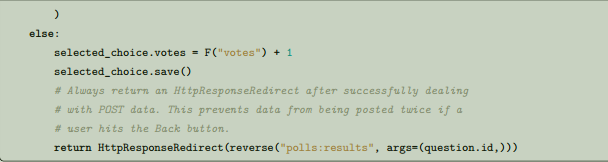 )
else:
selected_choice.votes = F("votes") + 1
selected_choice.save()
# Always return an HttpResponseRedirect after successfully dealing
# with POST data. This prevents data from being posted twice if a
# user hits the Back button.
return HttpResponseRedirect(reverse("polls:results", args=(question.id,)))